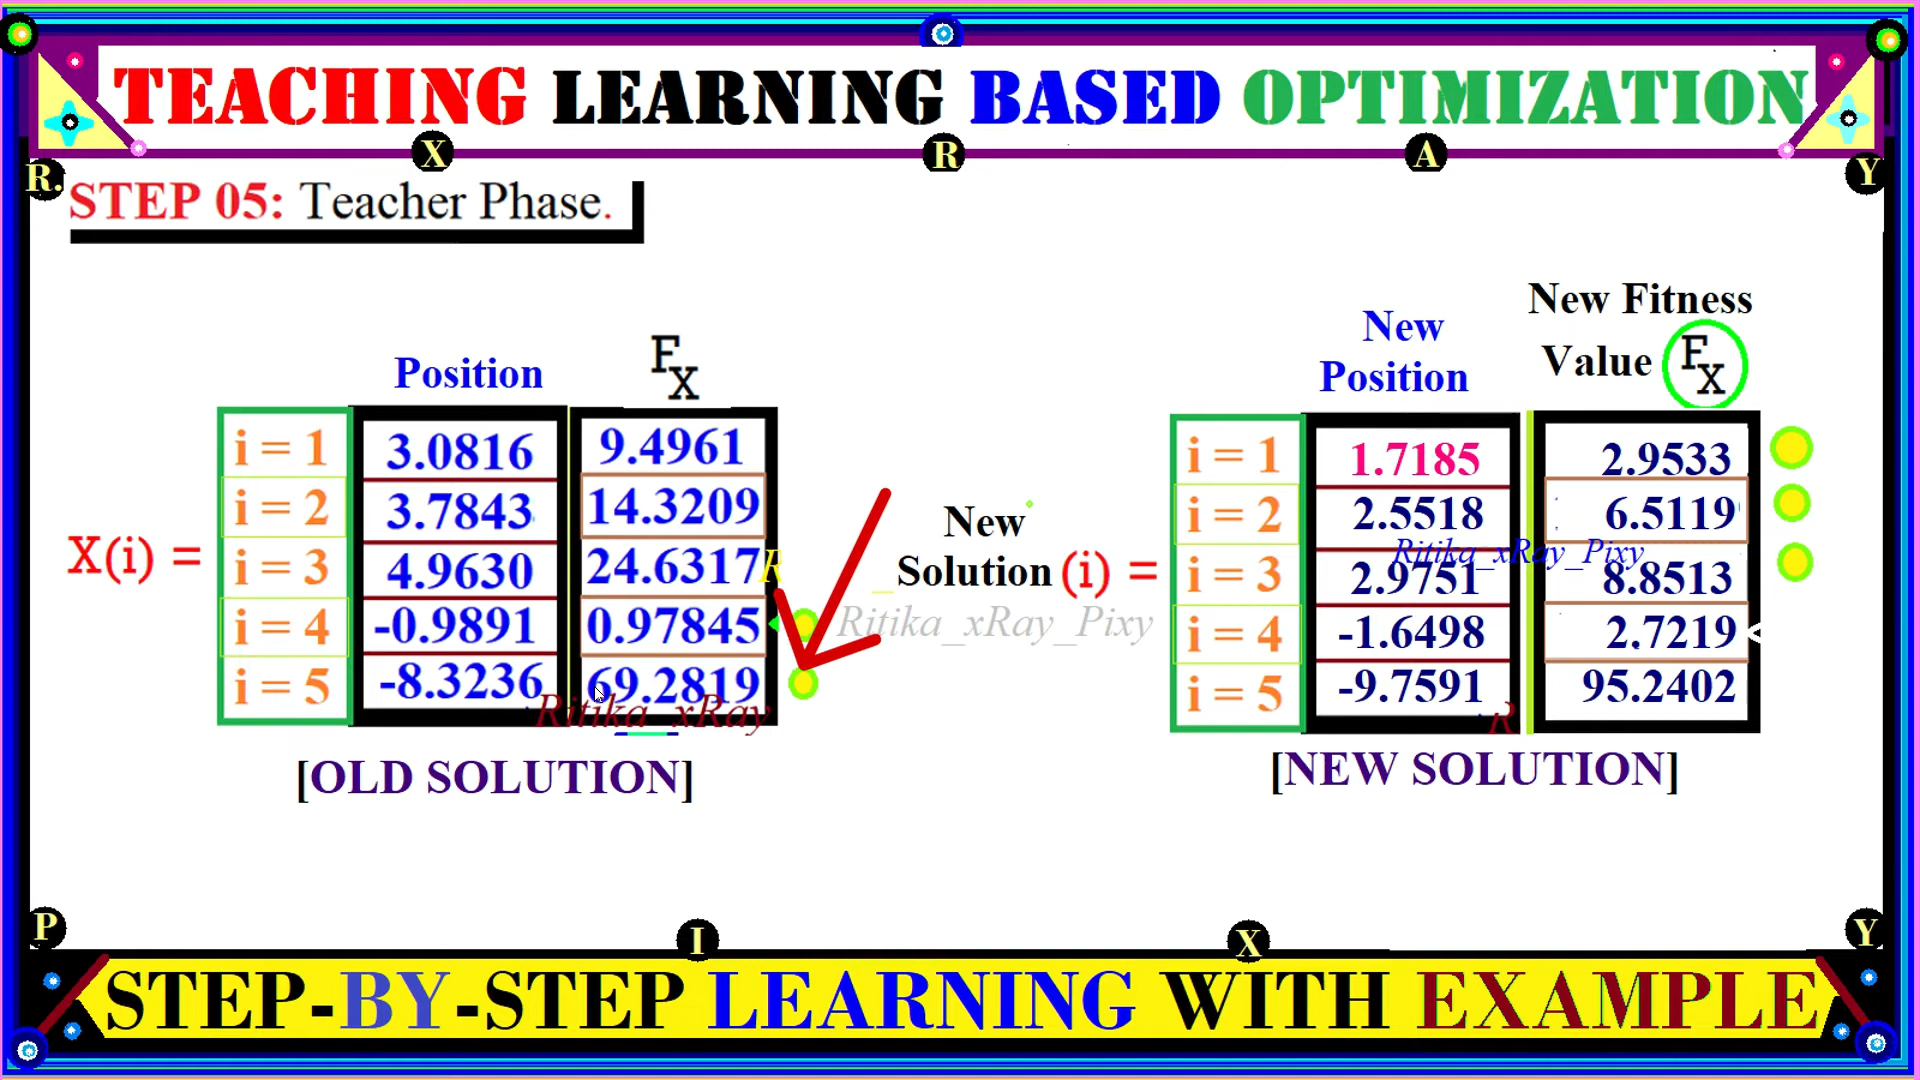 TEACHING LEARNING BASED OPTIMIZATION
X R A
R. Y
STEP 05: Teacher Phase.
Position
F X
X(i) =
i = 1 3.0816 9.4961
i = 2 3.7843 14.3209
i = 3 4.9630 24.6317
i = 4 -0.9891 0.97845
i = 5 -8.3236 69.2819
R
Ritika_xRay
[OLD SOLUTION]
Ritika_xRay_Pixy
New
Solution (i) =
New
Position
New Fitness
Value F X
i = 1 1.7185 2.9533
i = 2 2.5518 6.5119
Ritika_xRay_Pixy
i = 3 2.9751 8.8513
i = 4 -1.6498 2.7219
i = 5 -9.7591 95.2402
R
[NEW SOLUTION]
P I X Y
STEP-BY-STEP LEARNING WITH EXAMPLE